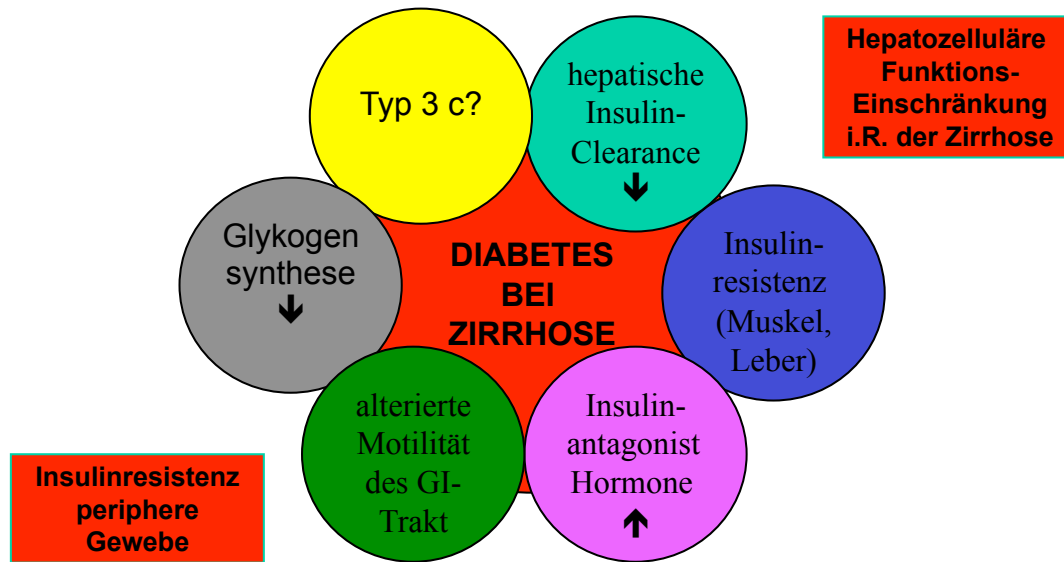 Typ 3 c?
hepatische
Insulin-
Clearance
↓
Hepatozelluläre
Funktions-
Einschränkung
i.R. der Zirrhose
Glykogen
synthese
↓
DIABETES
BEI
ZIRRHOSE
Insulin-
resistenz
(Muskel,
Leber)
alterierte
Motilität
des GI-
Trakt
Insulin-
antagonist
Hormone
↑
Insulinresistenz
periphere
Gewebe